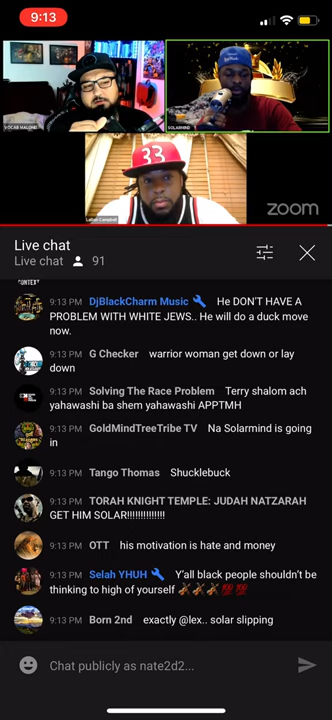 9:13
VOCAB MALONE
SOLARMIND
33
Campbell
zoom
Live chat
Live chat 91
9:13 PM DjBlackCharm Music He DON'T HAVE A
PROBLEM WITH WHITE JEWS.. He will do a duck move
now.
9:13 PM G Checker warrior woman get down or lay
down
9:13 PM Solving The Race Problem Terry shalom ach
yahawashi ba shem yahawashi APPTMH
9:13 PM GoldMindTreeTribe TV Na Solarmind is going
in
9:13 PM Tango Thomas Shucklebuck
9:13 PM TORAH KNIGHT TEMPLE: JUDAH NATZARAH
GET HIM SOLAR!!!!!!!!!!!!!!
9:13 PM OTT his motivation is hate and money
9:13 PM Selah YHUH Y'all black people shouldn't be
thinking to high of yourself 🎻🎻🎻💯💯
9:13 PM Born 2nd exactly @lex.. solar slipping
Chat publicly as nate2d2...